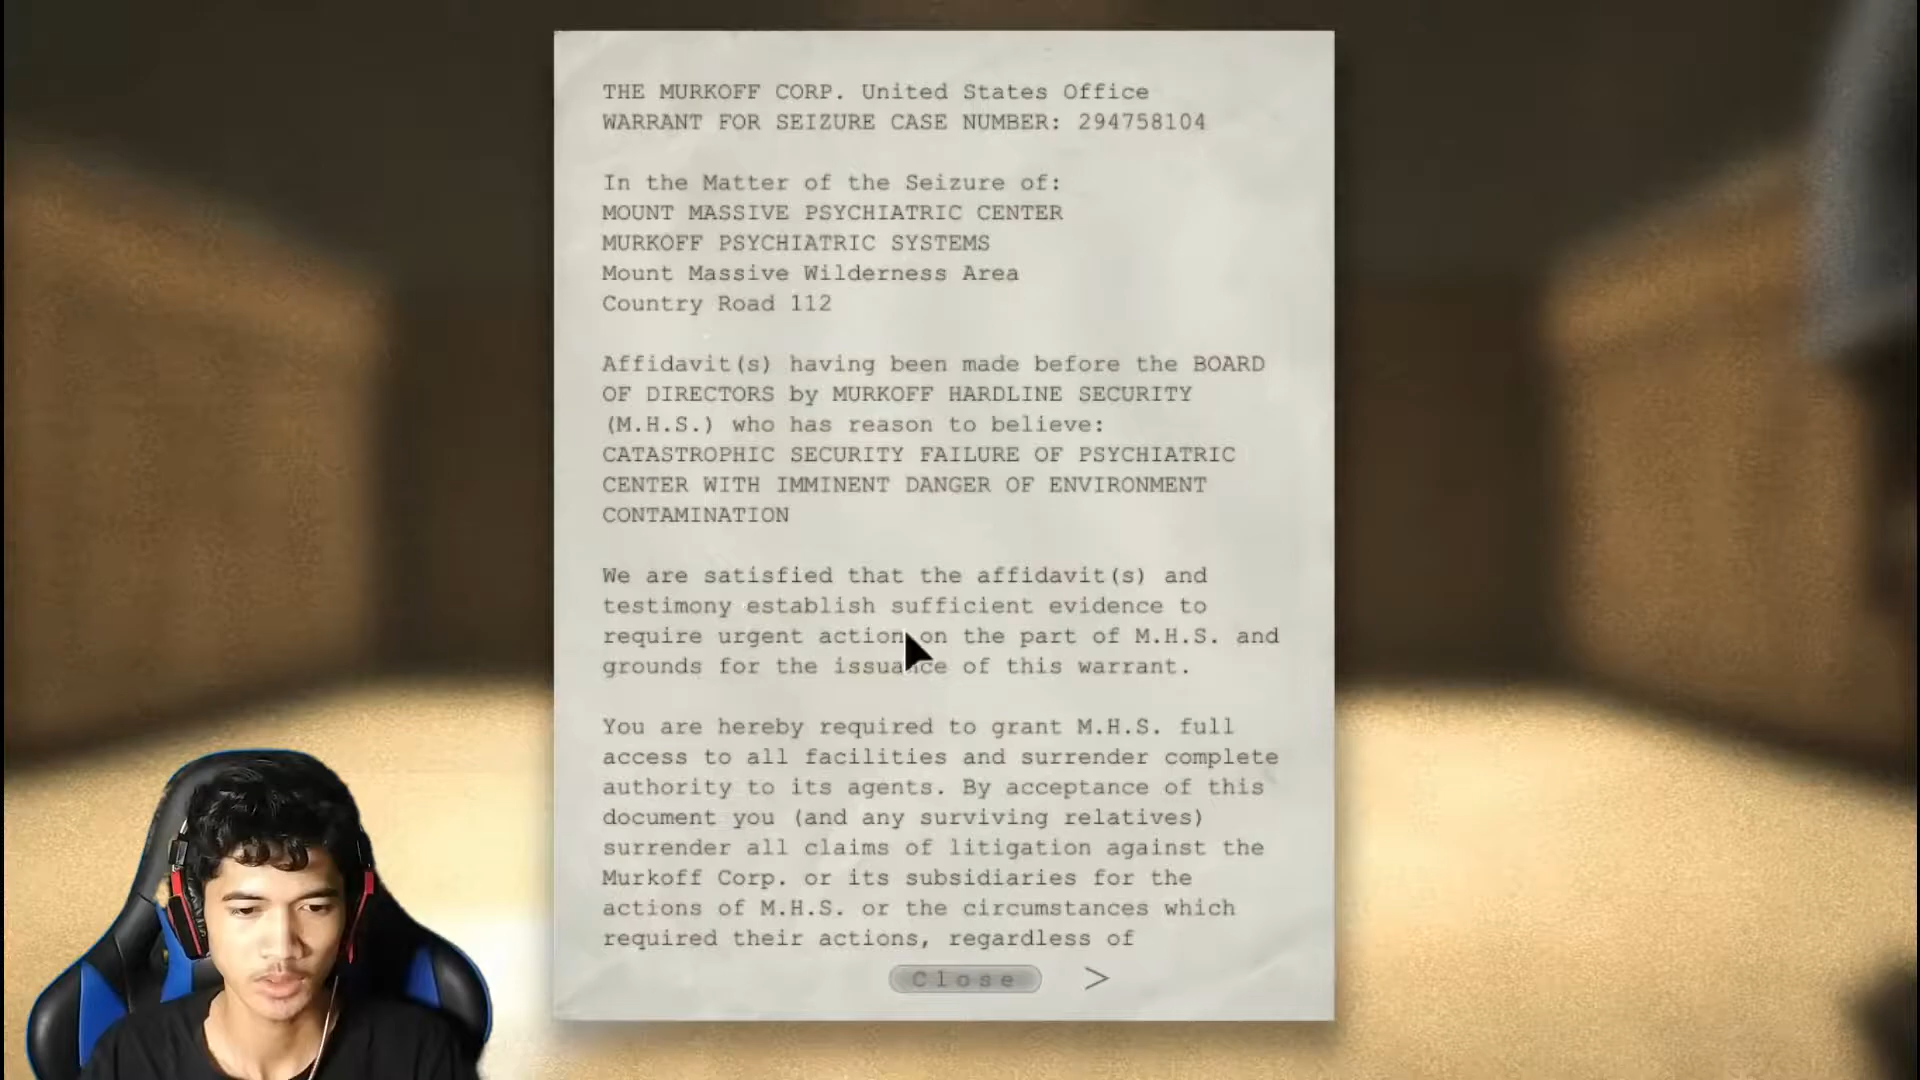 THE MURKOFF CORP. United States Office
WARRANT FOR SEIZURE CASE NUMBER: 294758104
In the Matter of the Seizure of:
MOUNT MASSIVE PSYCHIATRIC CENTER
MURKOFF PSYCHIATRIC SYSTEMS
Mount Massive Wilderness Area
Country Road 112
Affidavit(s) having been made before the BOARD
OF DIRECTORS by MURKOFF HARDLINE SECURITY
(M.H.S.) who has reason to believe:
CATASTROPHIC SECURITY FAILURE OF PSYCHIATRIC
CENTER WITH IMMINENT DANGER OF ENVIRONMENT
CONTAMINATION
We are satisfied that the affidavit(s) and
testimony establish sufficient evidence to
require urgent action on the part of M.H.S. and
grounds for the issuance of this warrant.
You are hereby required to grant M.H.S. full
access to all facilities and surrender complete
authority to its agents. By acceptance of this
document you (and any surviving relatives)
surrender all claims of litigation against the
Murkoff Corp. or its subsidiaries for the
actions of M.H.S. or the circumstances which
required their actions, regardless of
Close >